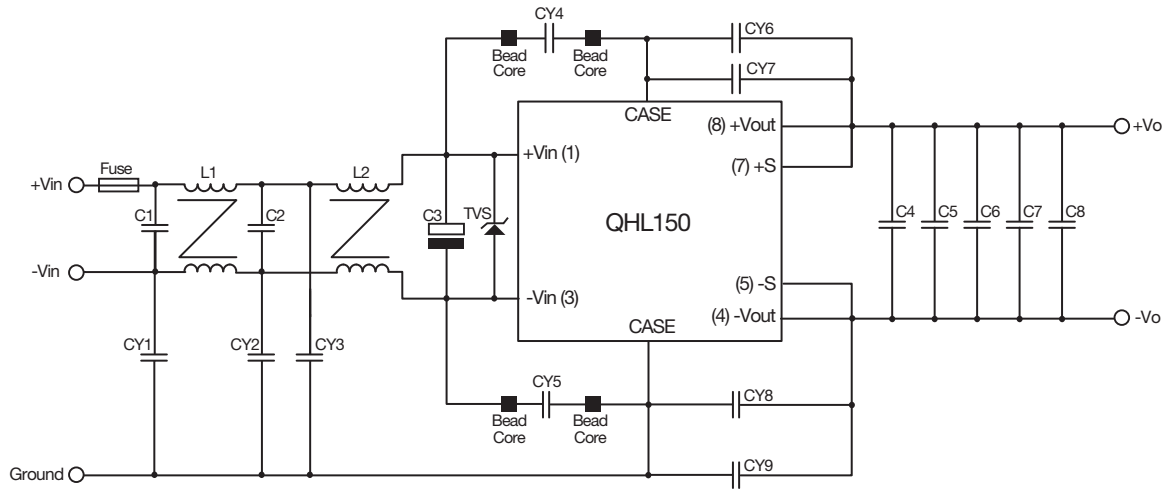 CY4
CY6
Bead
Core
Bead
Core
CY7
CASE
(8) +Vout
+Vo
+Vin (1)
Fuse
L1
L2
(7) +S
+Vin
C1
C2
C3
TVS
QHL150
C4
C5
C6
C7
C8
-Vin
(5) -S
-Vin (3)
(4) -Vout
-Vo
CASE
CY1
CY2
CY3
CY5
CY8
Bead
Core
Bead
Core
Ground
CY9